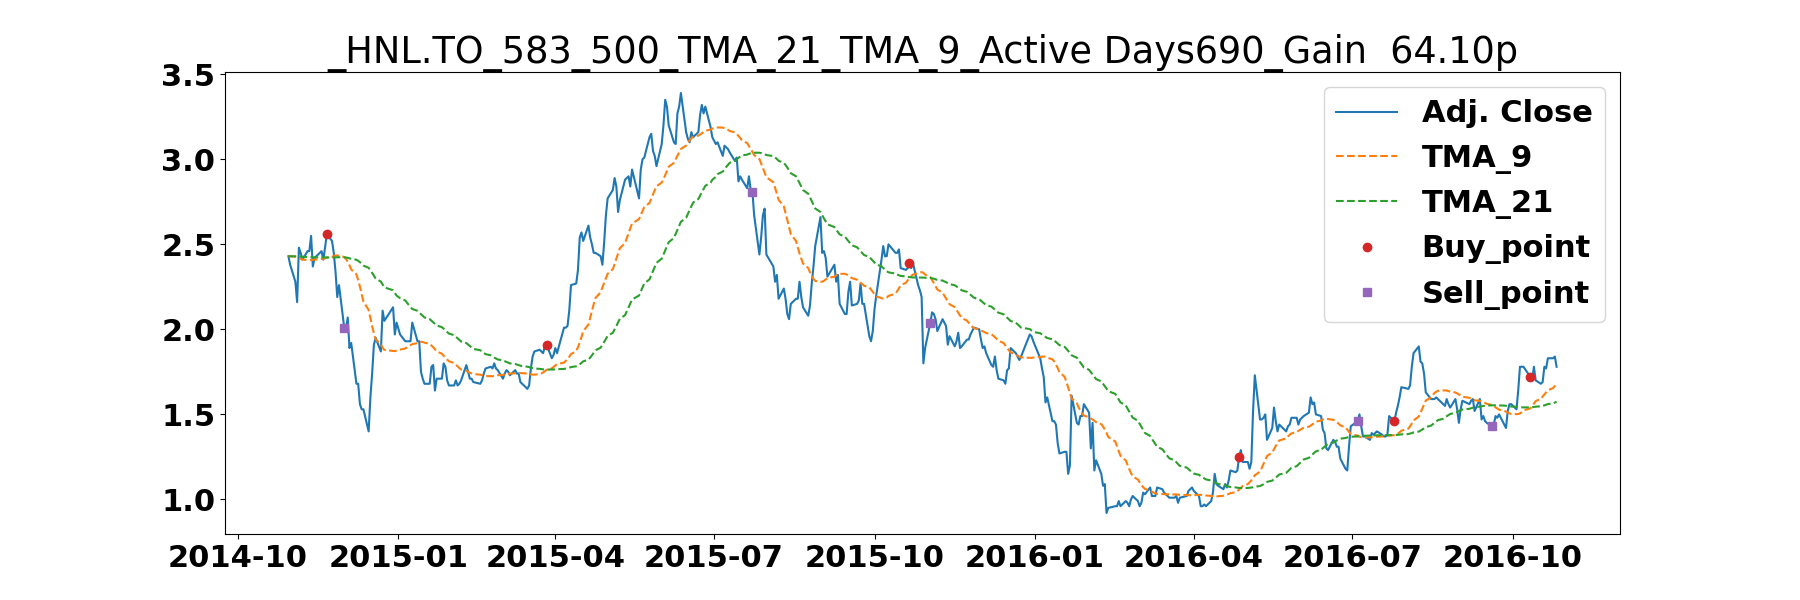 _HNL.TO_583_500_TMA_21_TMA_9_Active Days690_Gain  64.10p
3.5
3.0
2.5
2.0
1.5
1.0
Adj. Close
TMA_9
TMA_21
Buy_point
Sell_point
2014-10 2015-01 2015-04 2015-07 2015-10 2016-01 2016-04 2016-07 2016-10